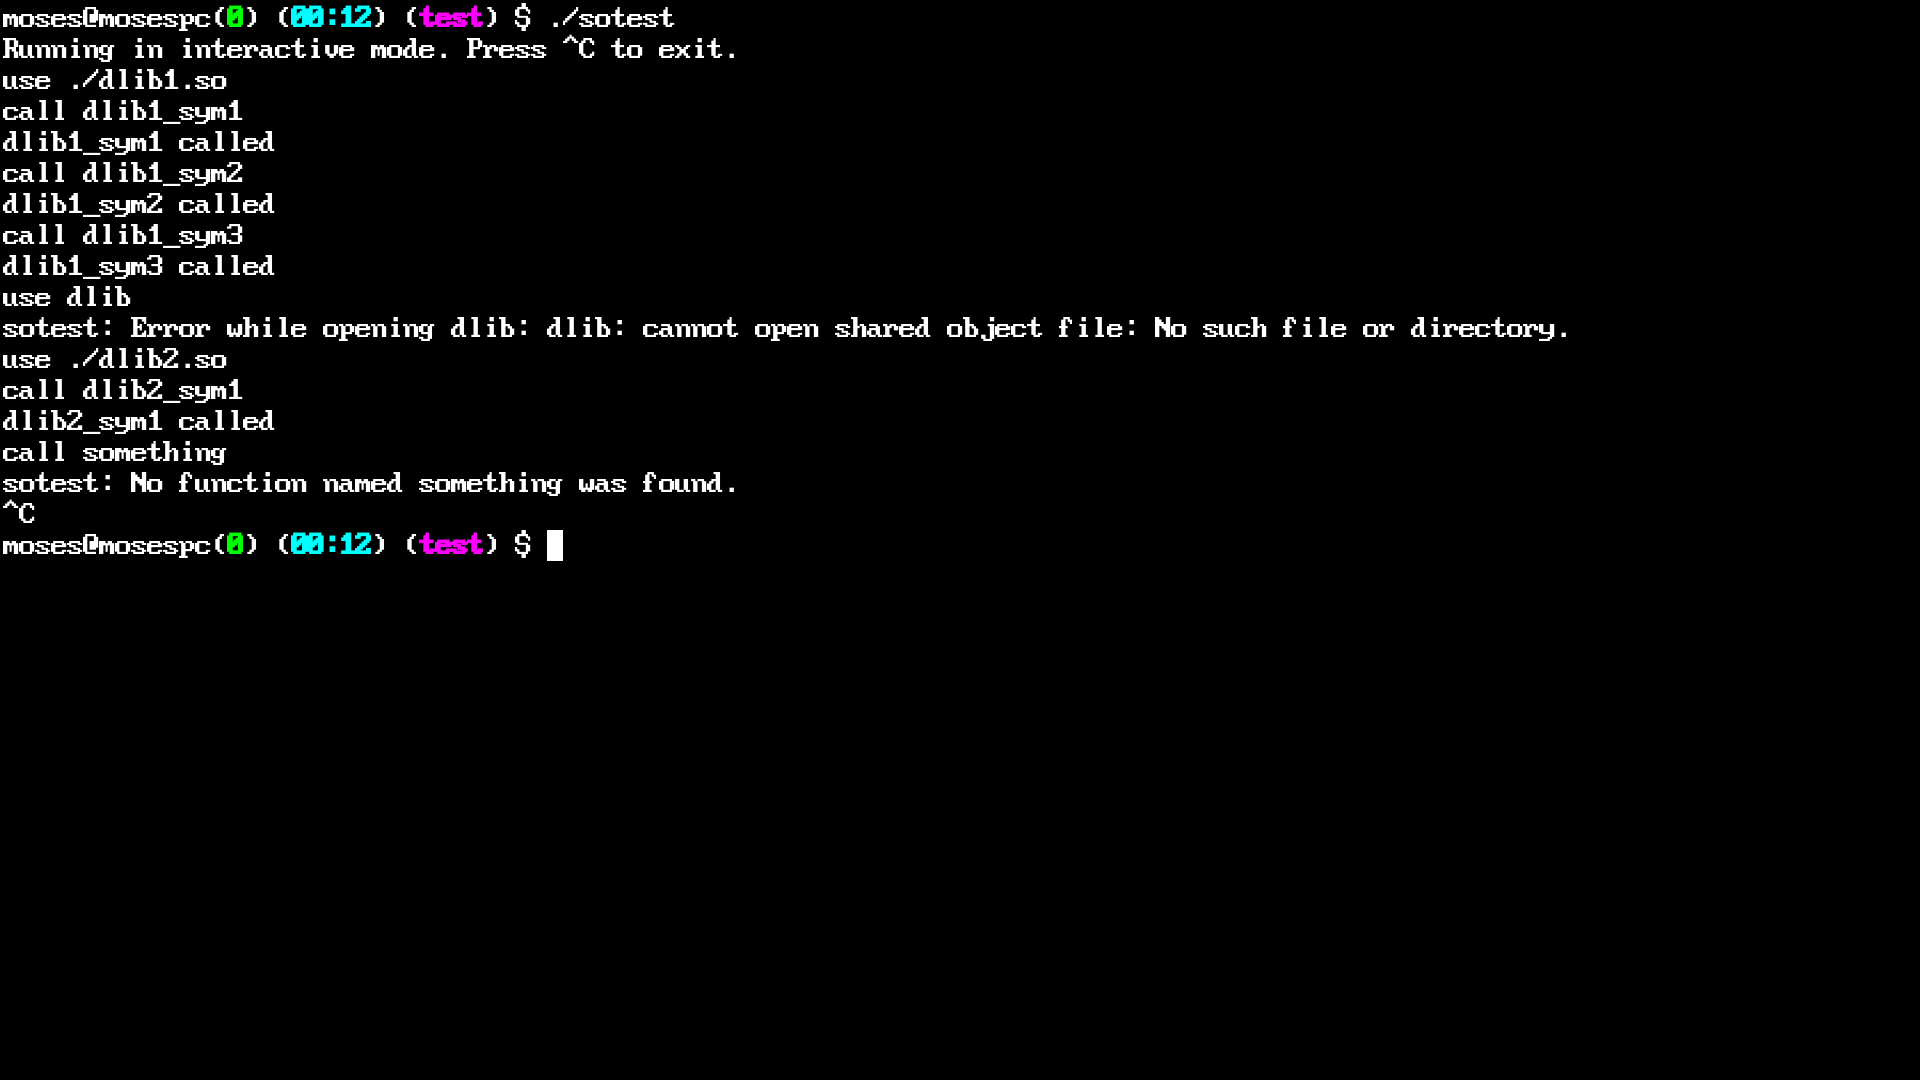 moses@mosespc(0) (00:12) (test) $ ./sotest
Running in interactive mode. Press ^C to exit.
use ./dlib1.so
call dlib1_sym1
dlib1_sym1 called
call dlib1_sym2
dlib1_sym2 called
call dlib1_sym3
dlib1_sym3 called
use dlib
sotest: Error while opening dlib: dlib: cannot open shared object file: No such file or directory.
use ./dlib2.so
call dlib2_sym1
dlib2_sym1 called
call something
sotest: No function named something was found.
^C
moses@mosespc(0) (00:12) (test) $